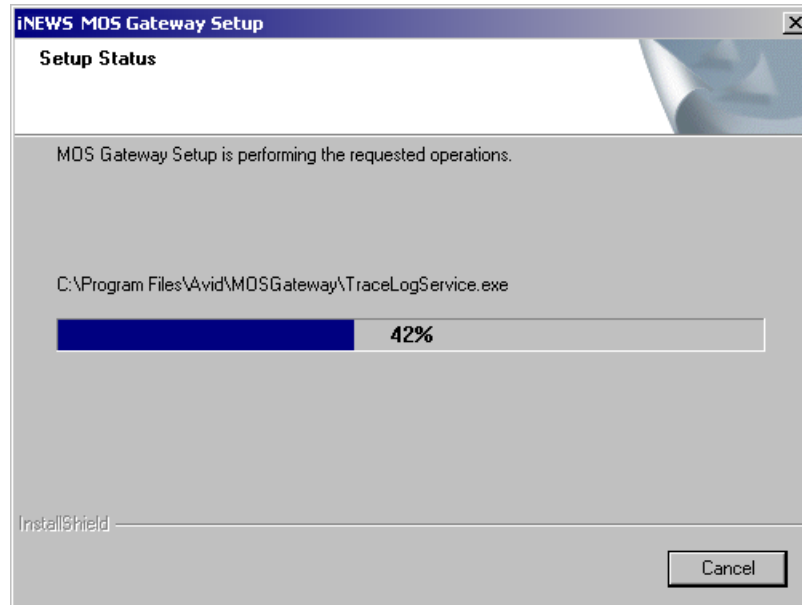 iNEWS MOS Gateway Setup
Setup Status
MOS Gateway Setup is performing the requested operations.
C:\Program Files\Avid\MOSGateway\TraceLogService.exe
42%
InstallShield
Cancel